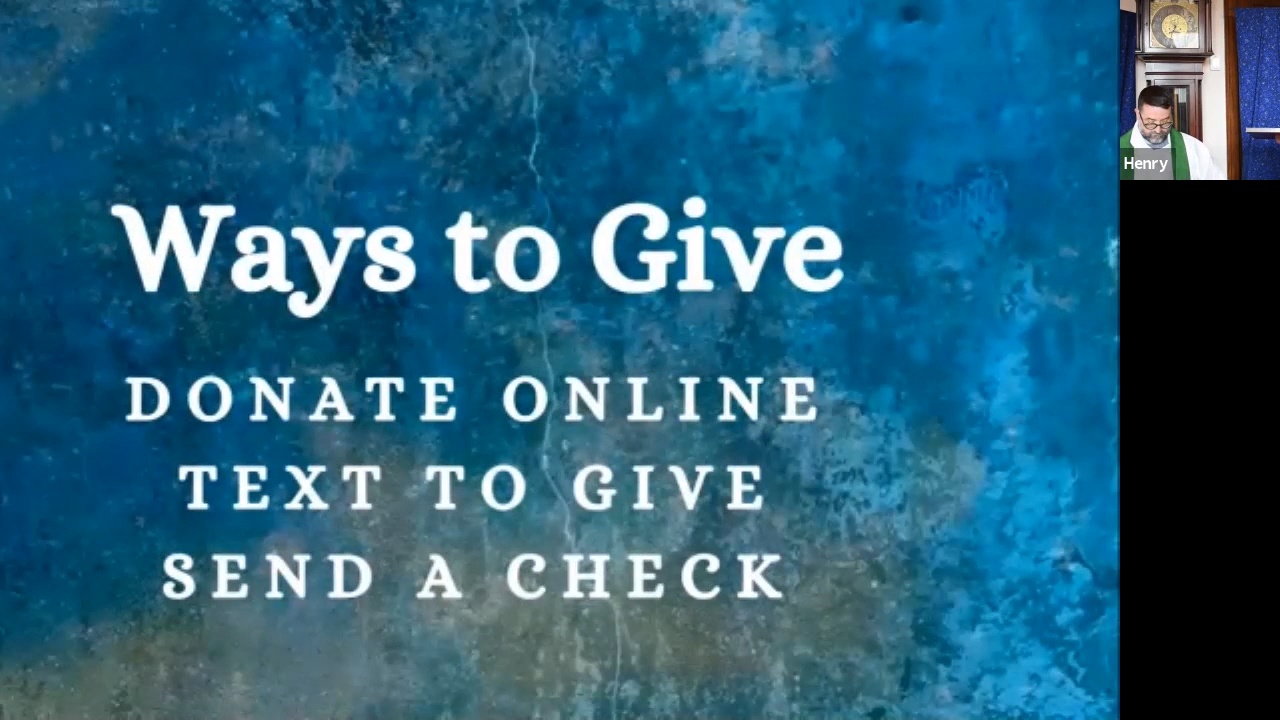 Ways to Give
DONATE ONLINE
TEXT TO GIVE
SEND A CHECK
Henry